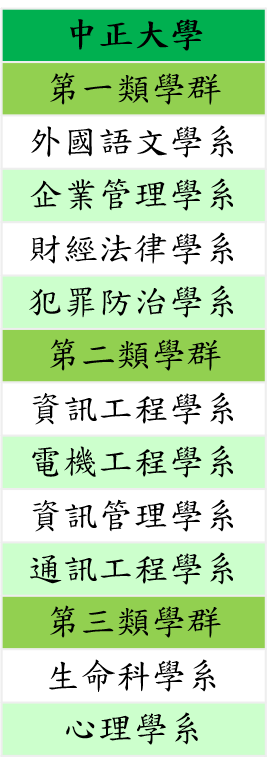 中正大學
第一類學群
外國語文學系
企業管理學系
財經法律學系
犯罪防治學系
第二類學群
資訊工程學系
電機工程學系
資訊管理學系
通訊工程學系
第三類學群
生命科學系
心理學系